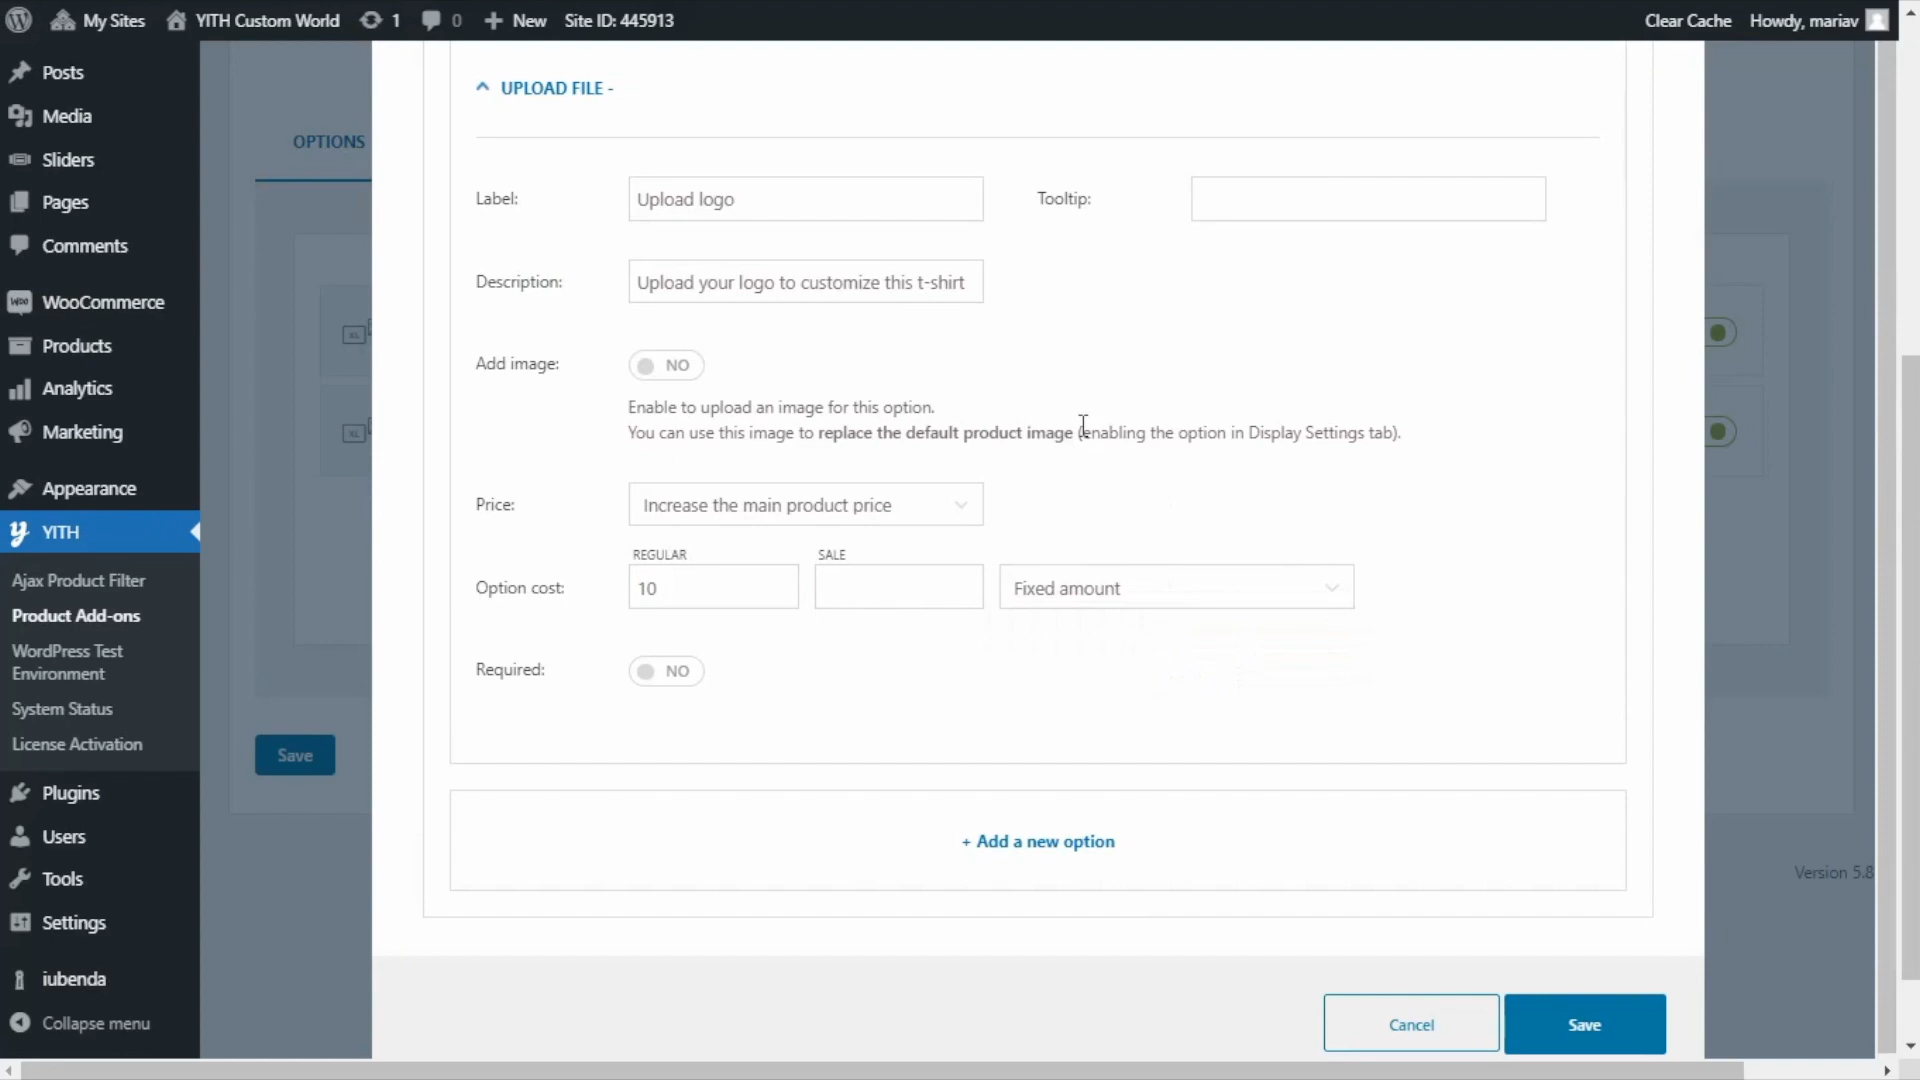 My Sites
YITH Custom World
1
0
New
Site ID: 445913
Clear Cache
Howdy, mariav
Posts
Media
Sliders
Pages
Comments
WooCommerce
Products
Analytics
Marketing
Appearance
YITH
Ajax Product Filter
Product Add-ons
WordPress Test
Environment
System Status
License Activation
Plugins
Users
Tools
Settings
iubenda
Collapse menu
OPTIONS
XL
XL
Save
UPLOAD FILE -
Label:
Upload logo
Tooltip:
Description:
Upload your logo to customize this t-shirt
Add image:
NO
Enable to upload an image for this option.
You can use this image to replace the default product image (enabling the option in Display Settings tab).
Price:
Increase the main product price
REGULAR
SALE
Option cost:
10
Fixed amount
Required:
NO
+ Add a new option
Version 5.8
Cancel
Save